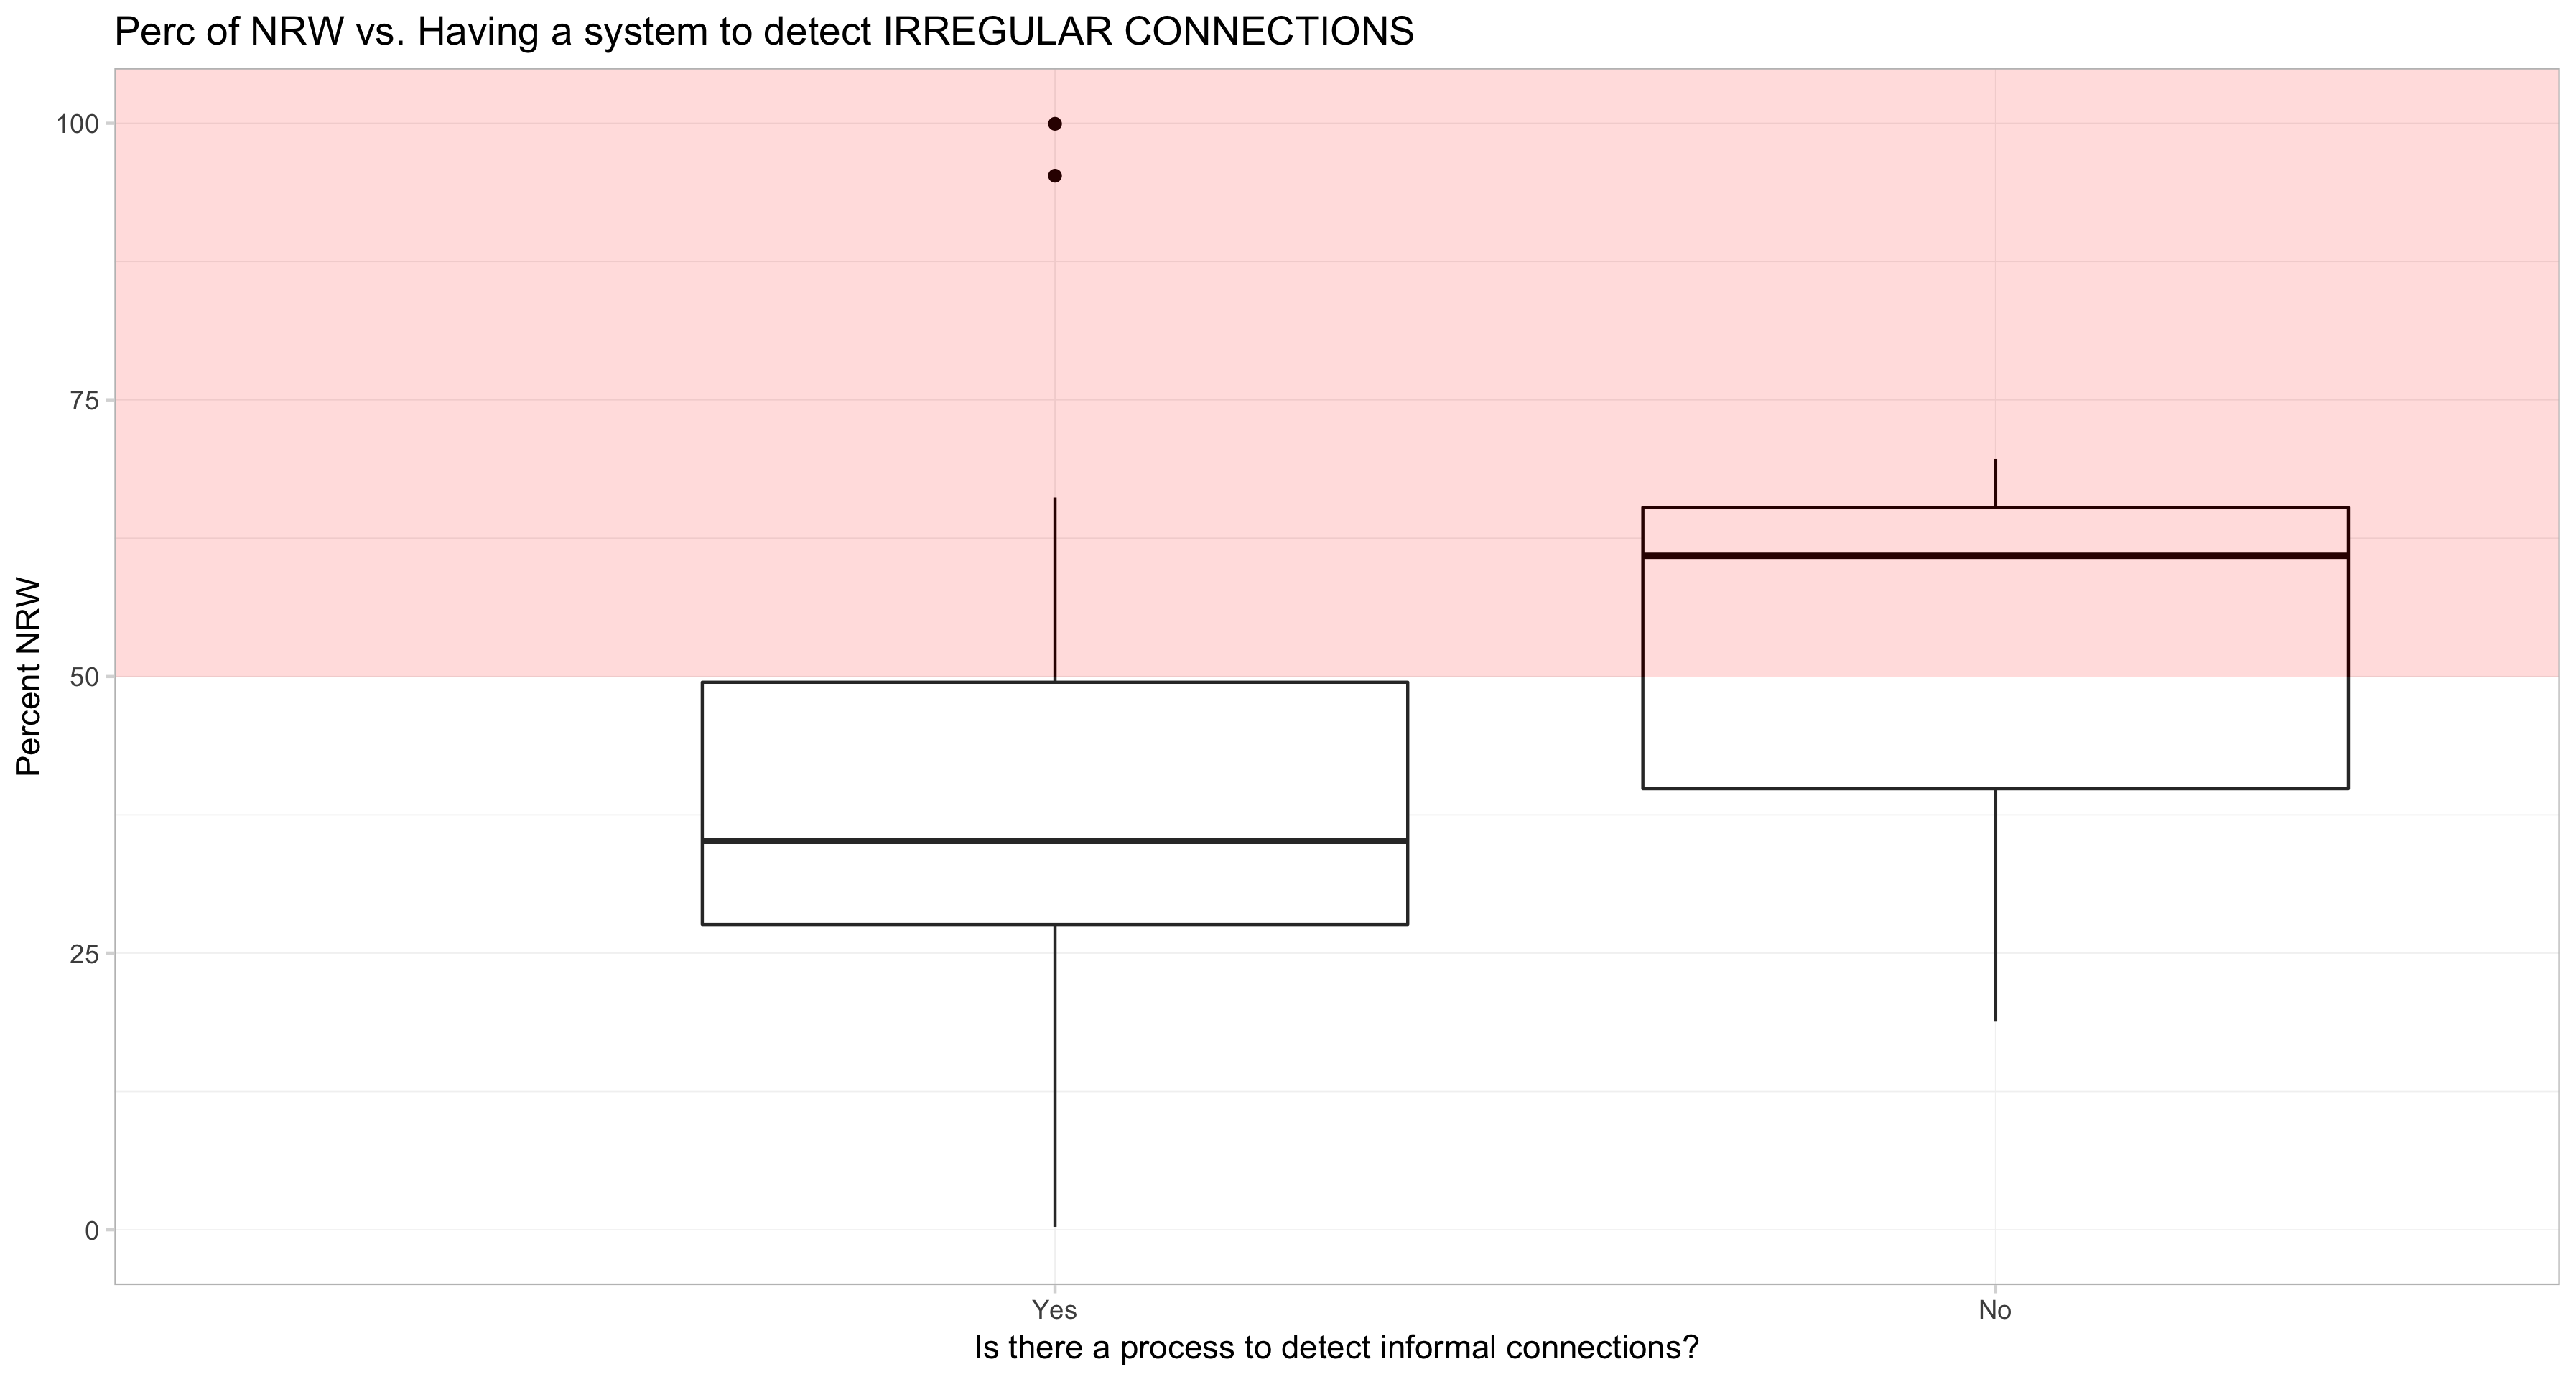 Perc of NRW vs. Having a system to detect IRREGULAR CONNECTIONS
Percent NRW
100
75
50
25
0
Yes
No
Is there a process to detect informal connections?